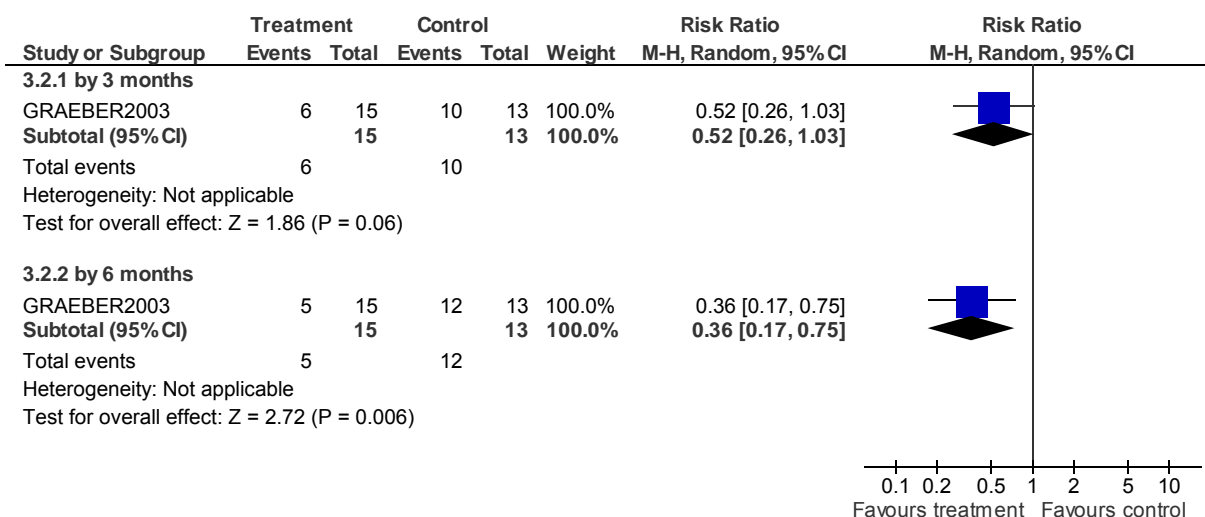 Treatment Control Risk Ratio Risk Ratio
Study or Subgroup Events Total Events Total Weight M-H, Random, 95% CI M-H, Random, 95% CI
3.2.1 by 3 months
GRAEBER2003 6 15 10 13 100.0% 0.52 [0.26, 1.03]
Subtotal (95% CI) 15 13 100.0% 0.52 [0.26, 1.03]
Total events 6 10
Heterogeneity: Not applicable
Test for overall effect: Z = 1.86 (P = 0.06)
3.2.2 by 6 months
GRAEBER2003 5 15 12 13 100.0% 0.36 [0.17, 0.75]
Subtotal (95% CI) 15 13 100.0% 0.36 [0.17, 0.75]
Total events 5 12
Heterogeneity: Not applicable
Test for overall effect: Z = 2.72 (P = 0.006)
0.1 0.2 0.5 1 2 5 10
Favours treatment Favours control